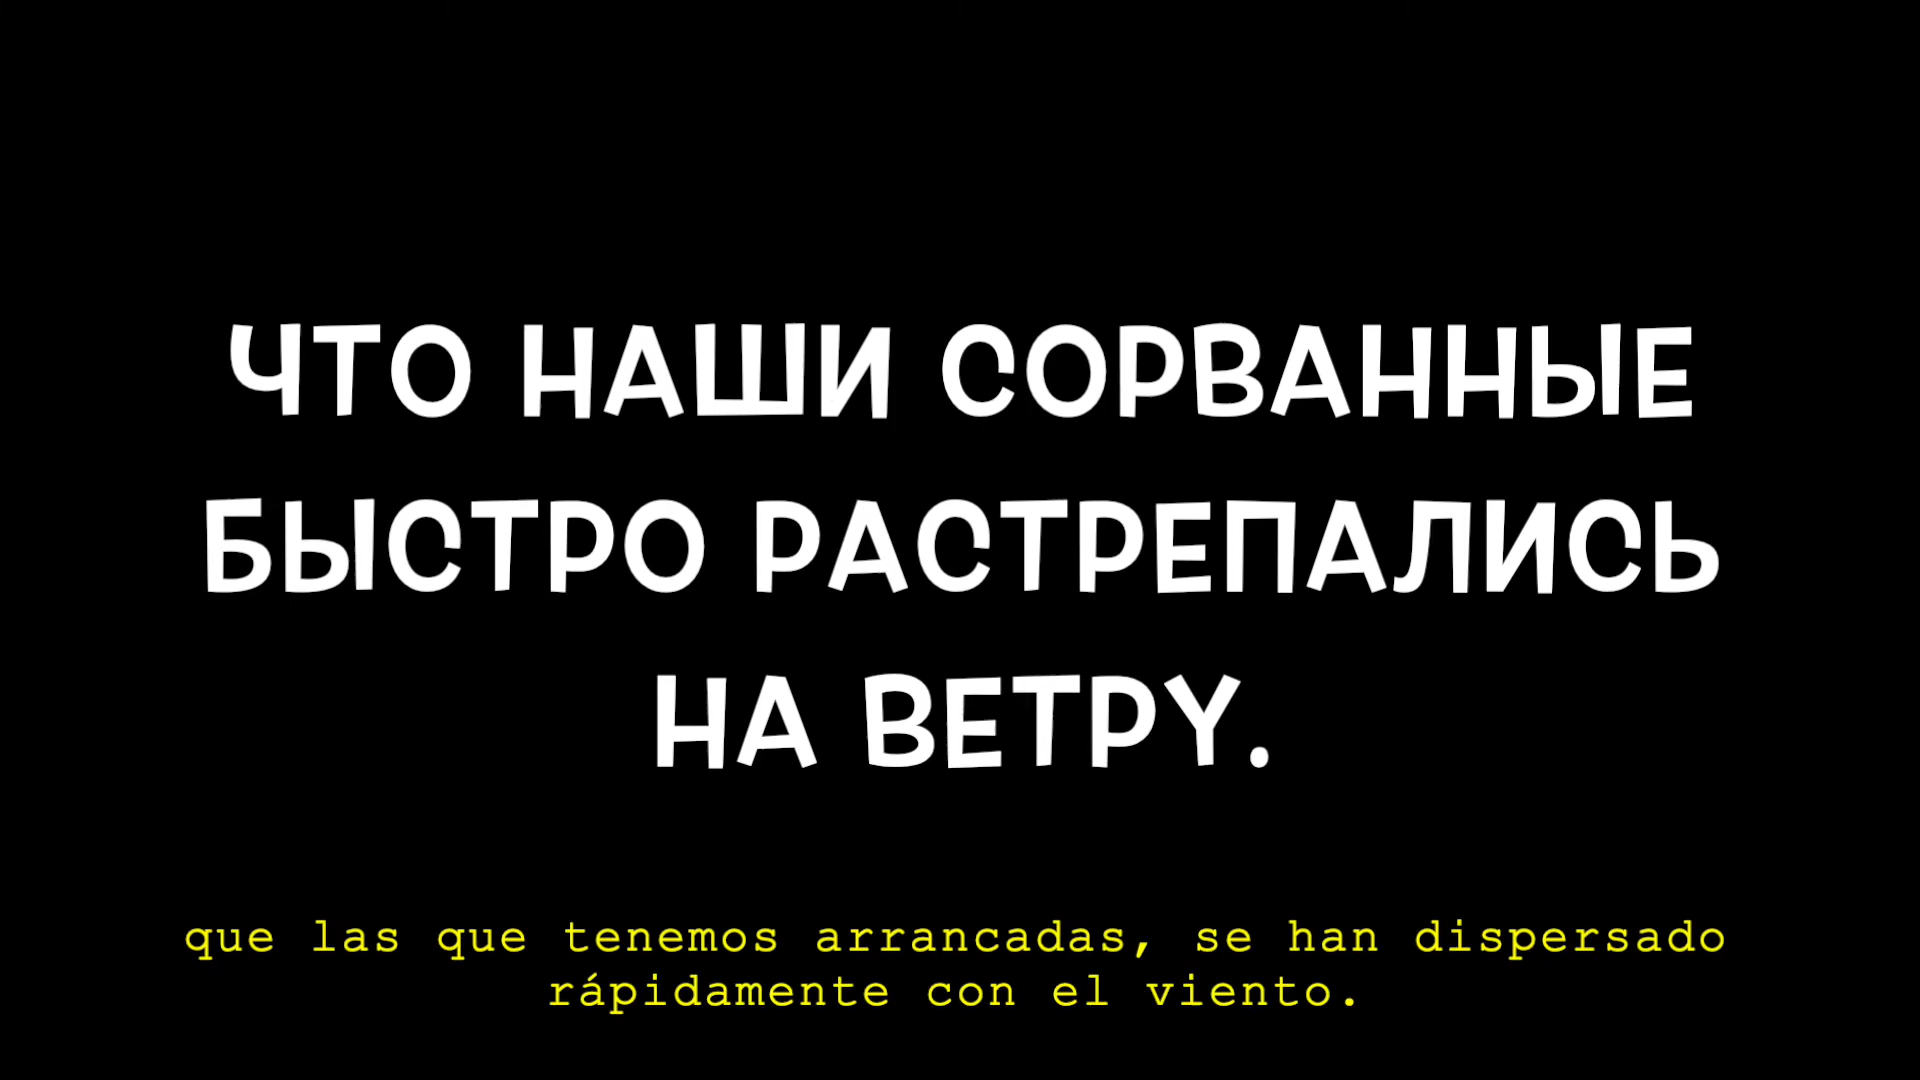 ЧТО НАШИ СОРВАННЫЕ
БЫСТРО РАСТРЕПАЛИСЬ
НА ВЕТРУ.
que las que tenemos arrancadas, se han dispersado
rápidamente con el viento.